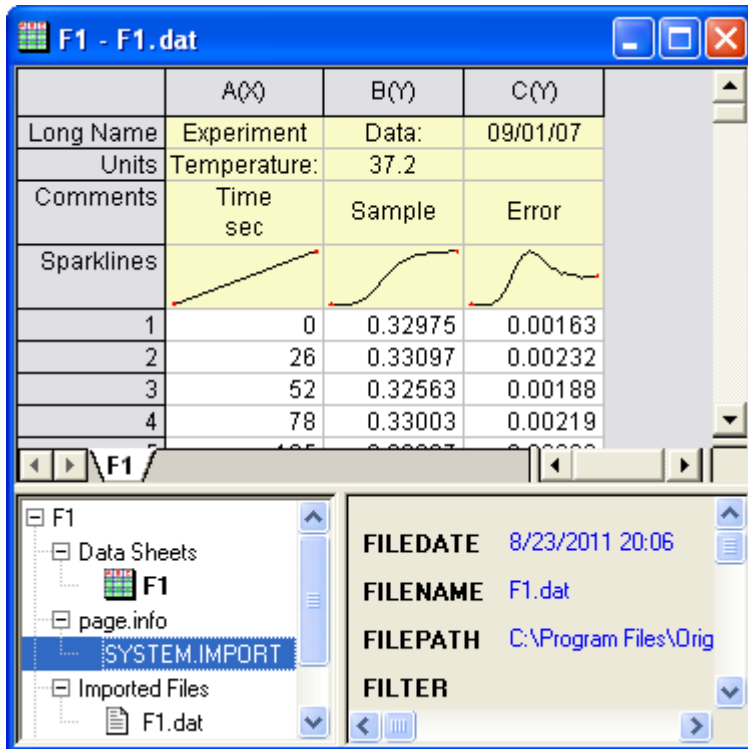 F1 - F1.dat
A(X) B(Y) C(Y)
Long Name Experiment Data: 09/01/07
Units Temperature: 37.2
Comments Time sec Sample Error
Sparklines
1 0 0.32975 0.00163
2 26 0.33097 0.00232
3 52 0.32563 0.00188
4 78 0.33003 0.00219
F1
F1
Data Sheets
F1
page.info
SYSTEM.IMPORT
Imported Files
F1.dat
FILEDATE 8/23/2011 20:06
FILENAME F1.dat
FILEPATH C:\Program Files\Orig
FILTER